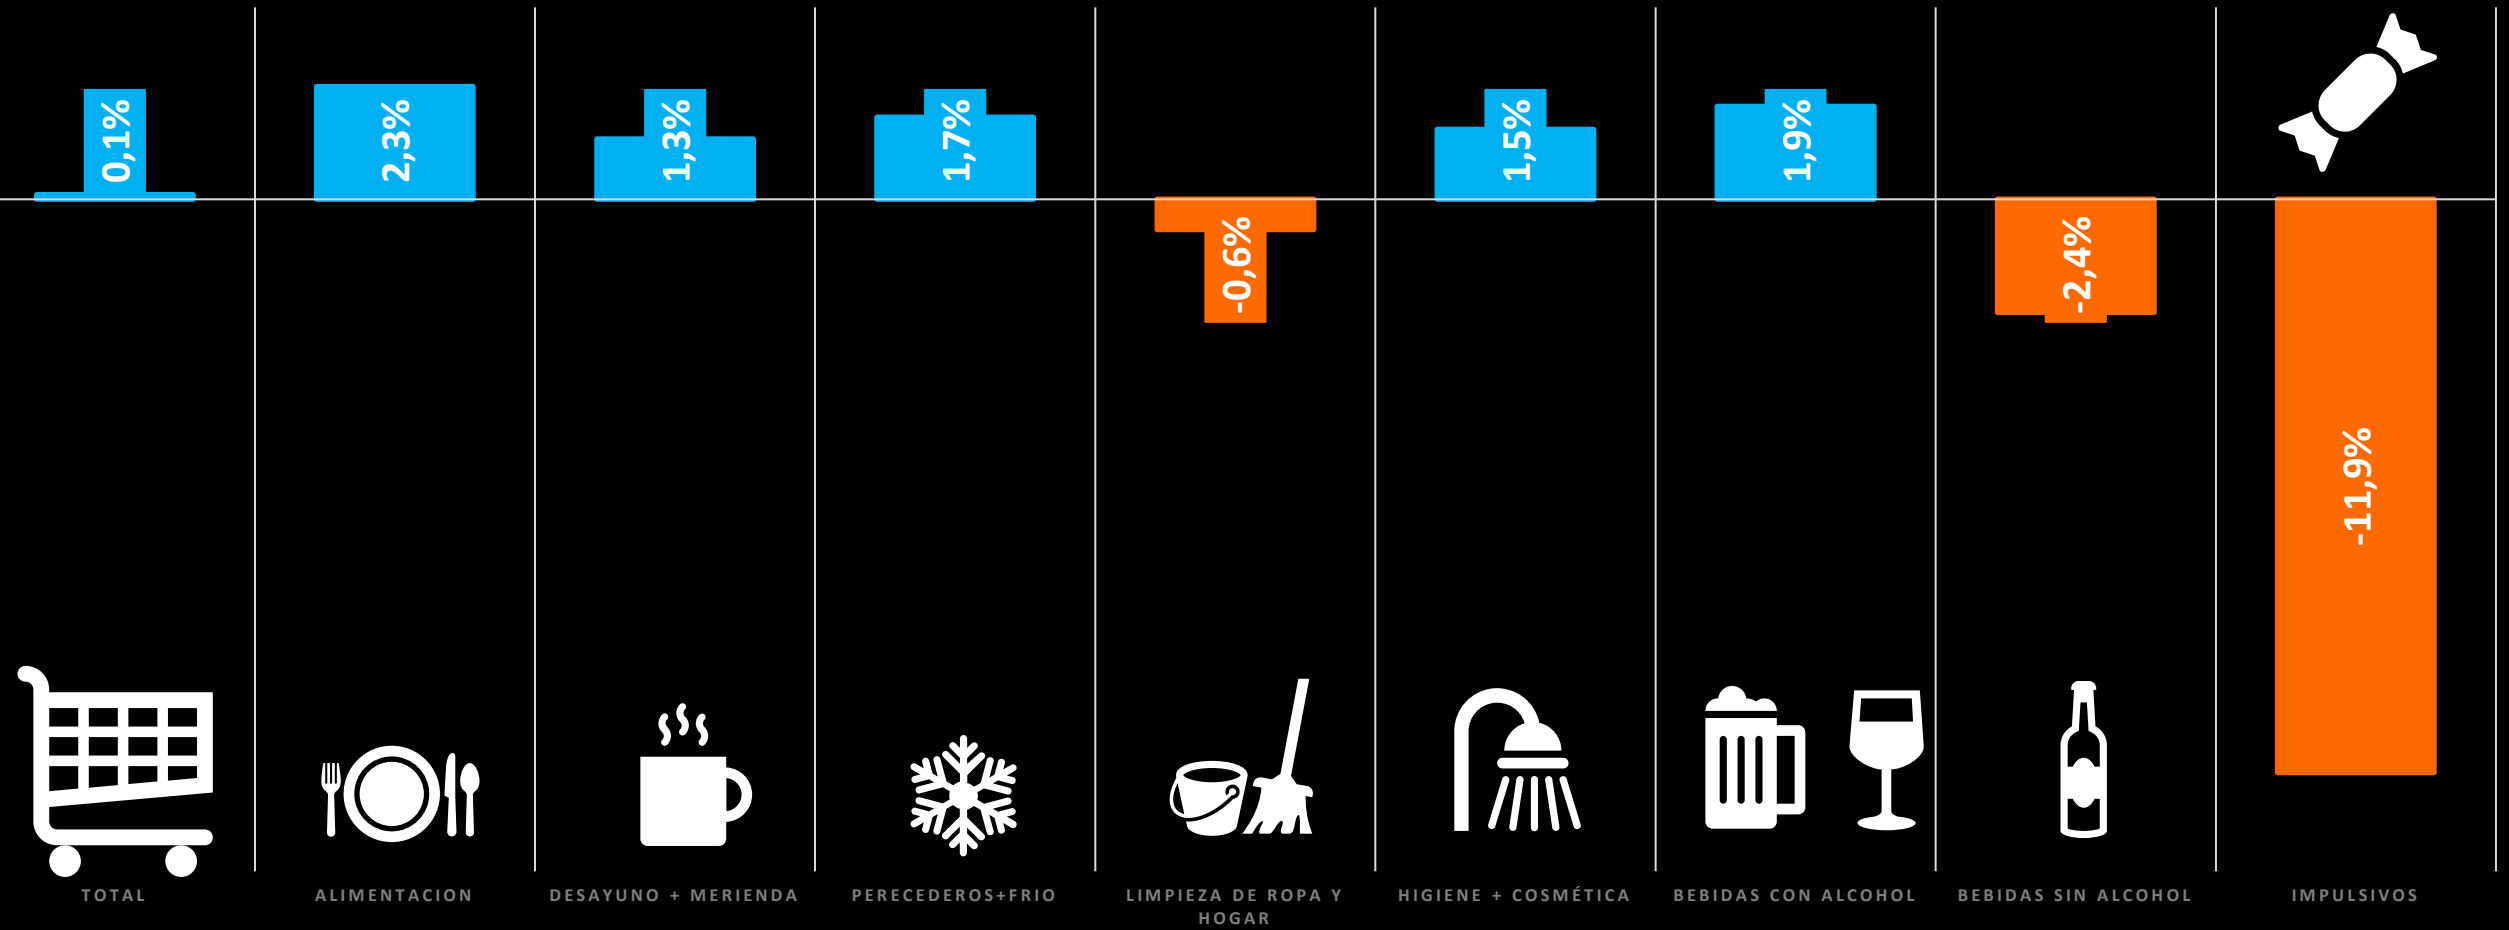 0,1%
2,3%
1,3%
1,7%
-0,6%
1,5%
1,9%
-2,4%
-11,9%
TOTAL
ALIMENTACION
DESAYUNO + MERIENDA
PERECEDEROS+FRIO
LIMPIEZA DE ROPA Y
HOGAR
HIGIENE + COSMÉTICA
BEBIDAS CON ALCOHOL
BEBIDAS SIN ALCOHOL
IMPULSIVOS